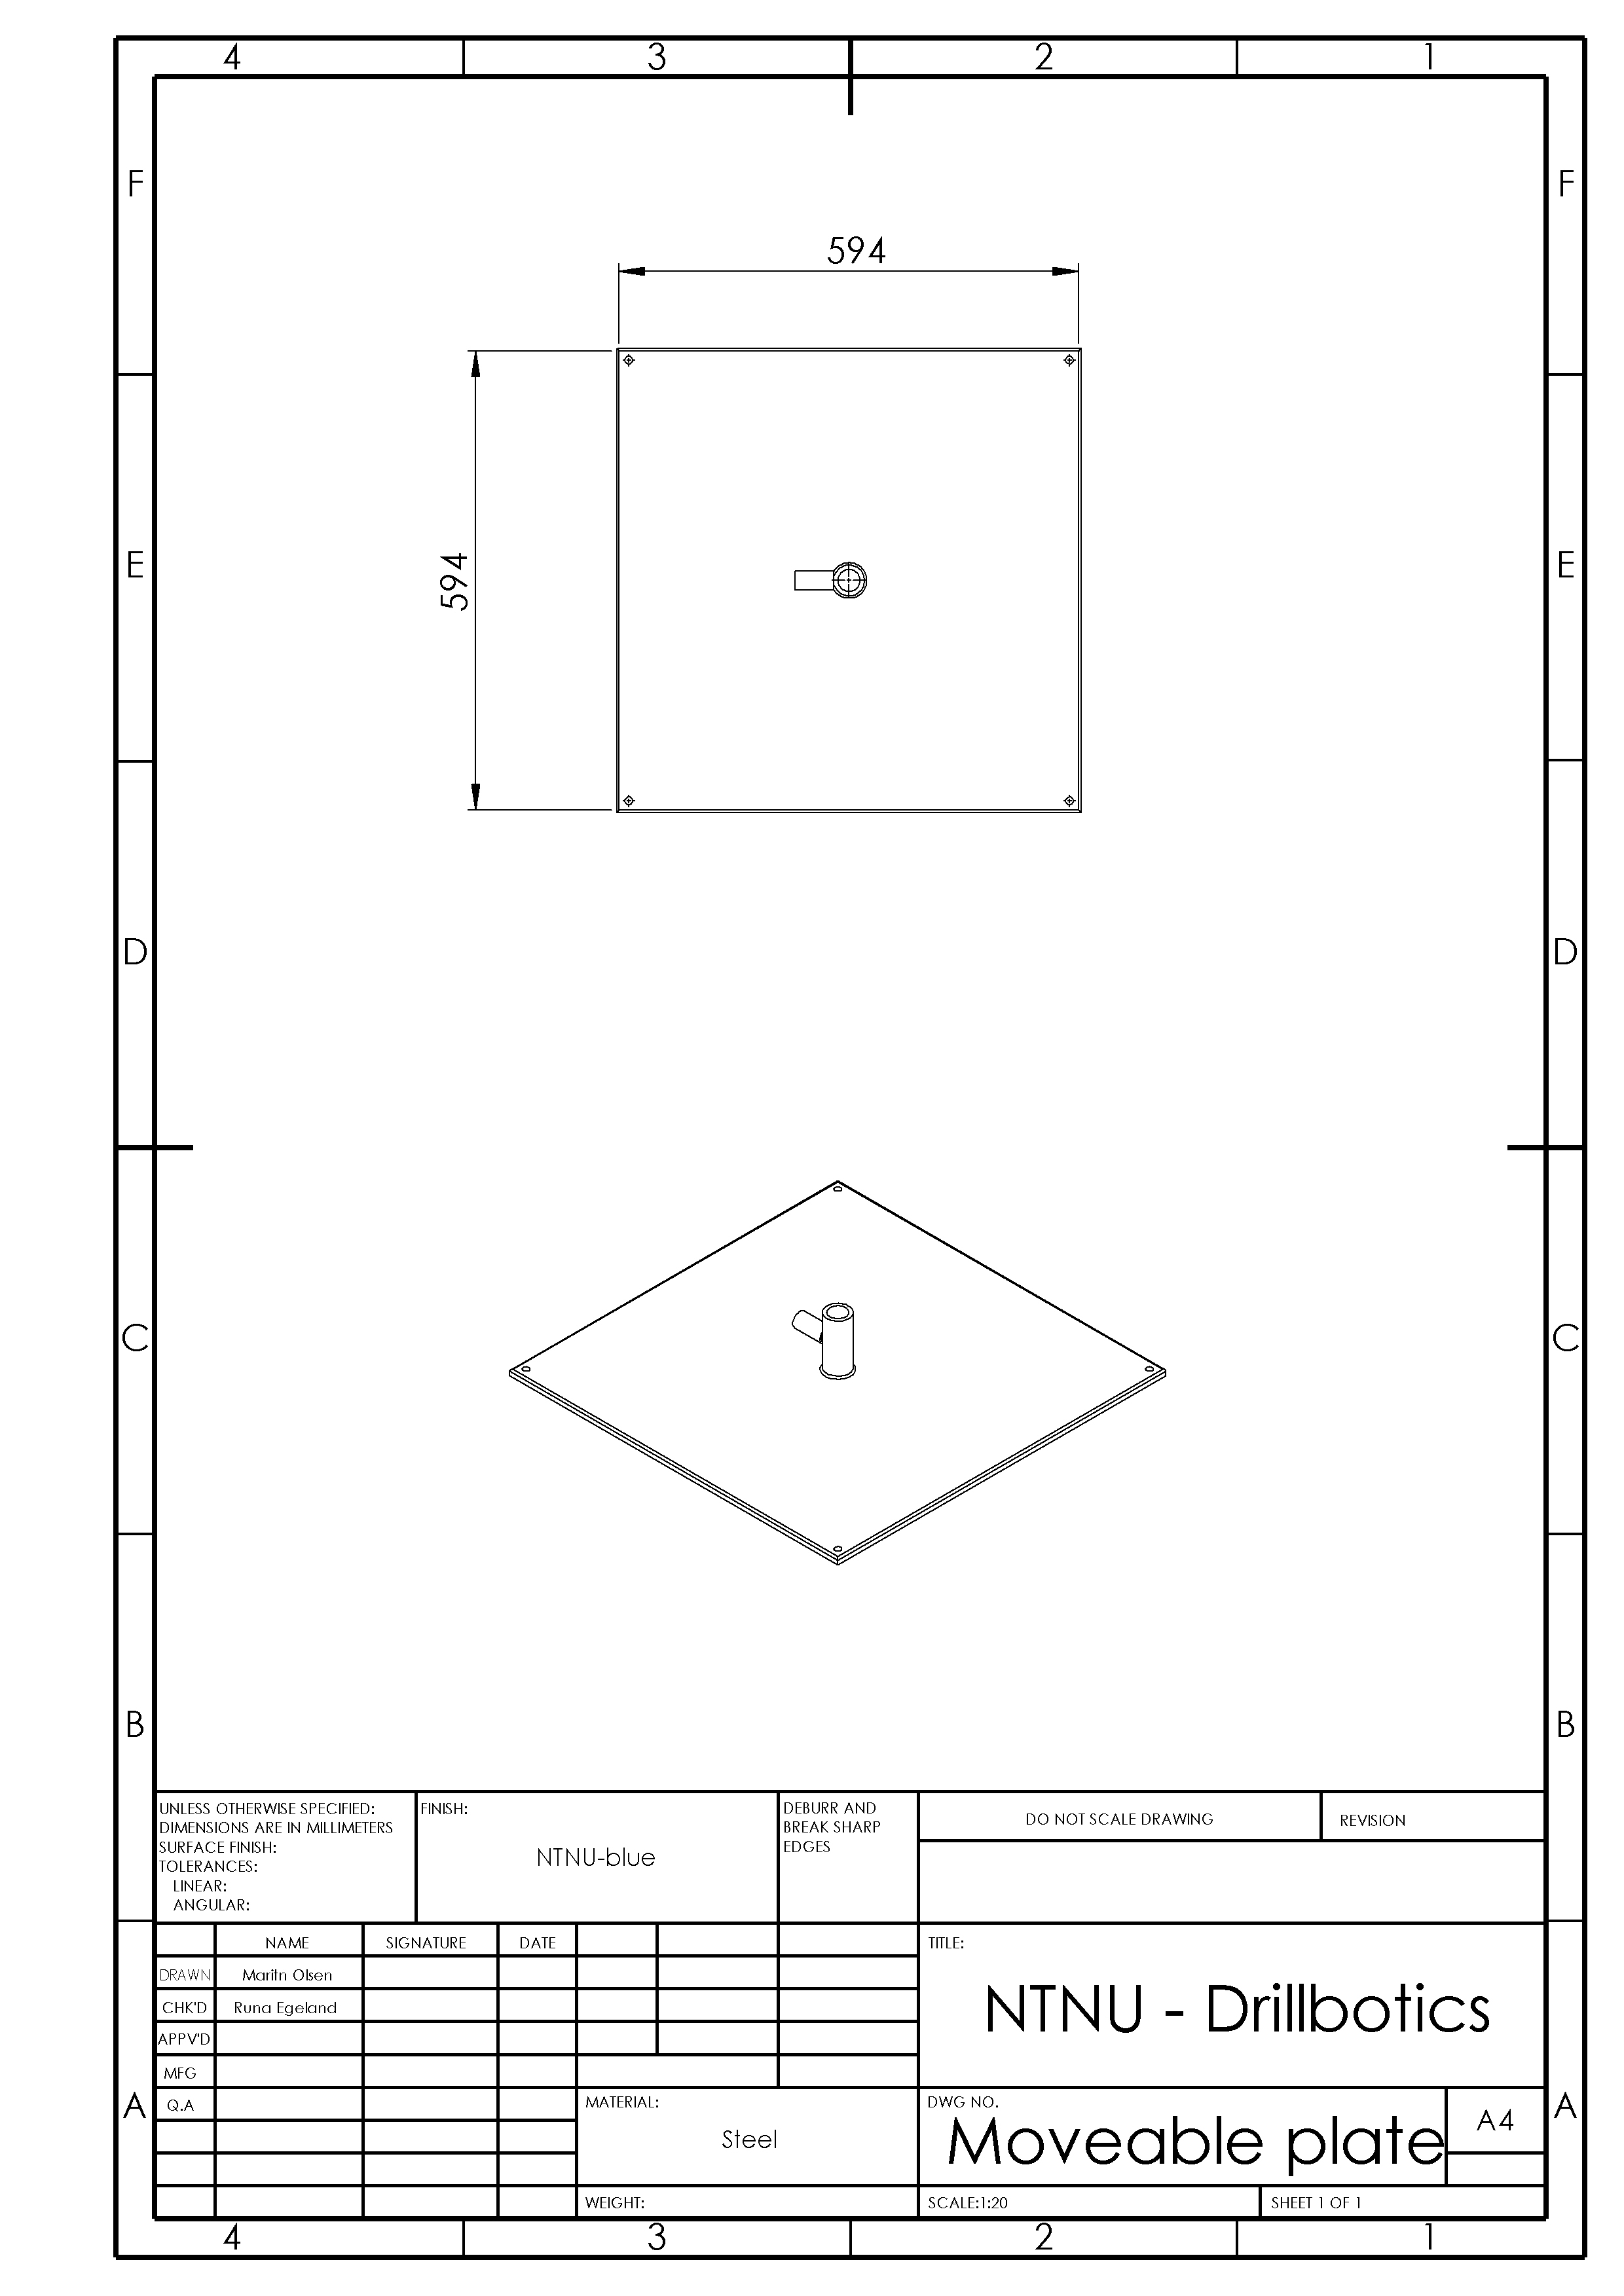 4 3 2 1
F F
594
594
E E
D D
C C
B B
UNLESS OTHERWISE SPECIFIED:
DIMENSIONS ARE IN MILLIMETERS
SURFACE FINISH:
TOLERANCES:
LINEAR:
ANGULAR:
FINISH:
NTNU-blue
DEBURR AND
BREAK SHARP
EDGES
DO NOT SCALE DRAWING
REVISION
NAME SIGNATURE DATE
DRAWN Maritn Olsen
CHK'D Runa Egeland
APPV'D
MFG
Q.A
TITLE:
NTNU - Drillbotics
MATERIAL:
Steel
WEIGHT:
DWG NO.
Moveable plate
A4
SCALE:1:20
SHEET 1 OF 1
A A
4 3 2 1